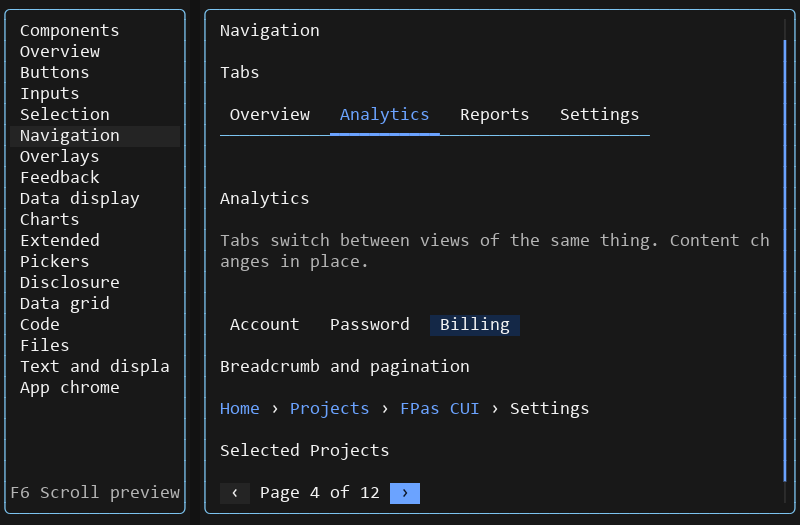 Components
Overview
Buttons
Inputs
Selection
Navigation
Overlays
Feedback
Data display
Charts
Extended
Pickers
Disclosure
Data grid
Code
Files
Text and displa
App chrome
F6 Scroll preview
Navigation
Tabs
Overview Analytics Reports Settings
Analytics
Tabs switch between views of the same thing. Content ch
anges in place.
Account Password Billing
Breadcrumb and pagination
Home › Projects › FPas CUI › Settings
Selected Projects
‹ Page 4 of 12 ›